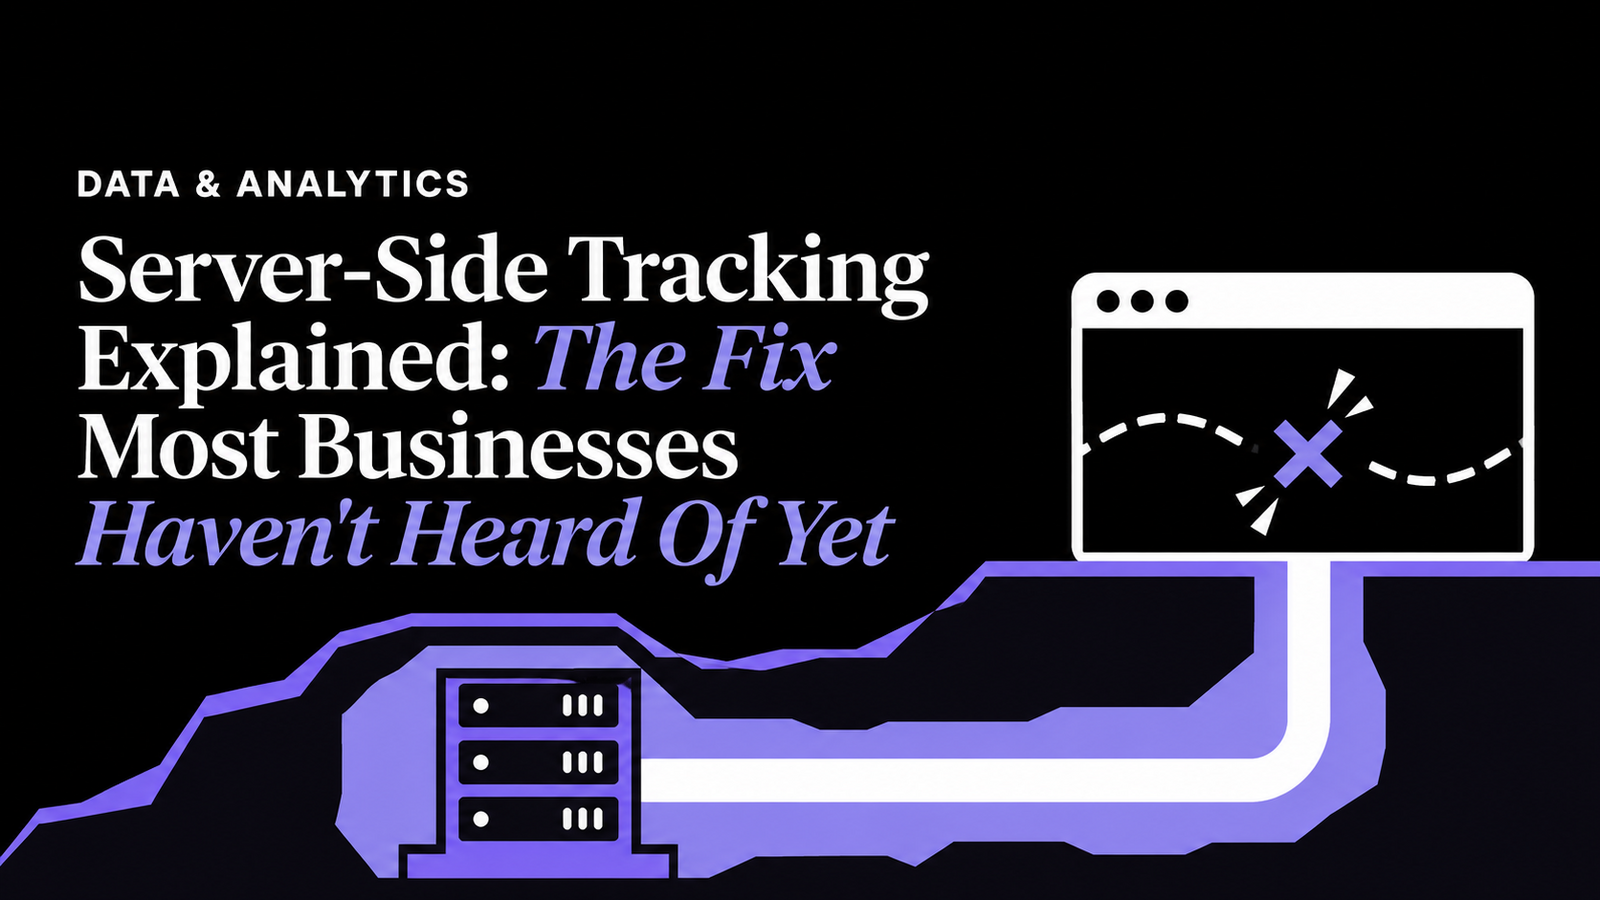 DATA & ANALYTICS
Server-Side Tracking
Explained: The Fix
Most Businesses
Haven't Heard Of Yet